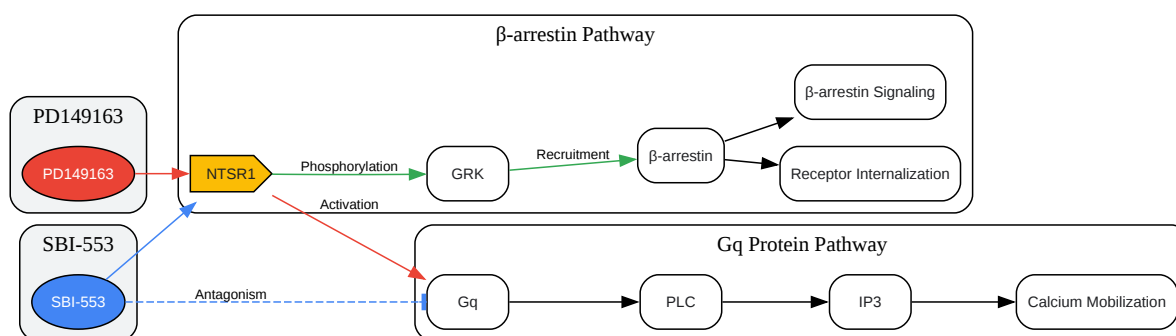 β-arrestin Pathway
β-arrestin Signaling
PD149163
PD149163
NTSR1
Phosphorylation
GRK
Recruitment
β-arrestin
Receptor Internalization
Activation
SBI-553
SBI-553
Antagonism
Gq Protein Pathway
Gq
PLC
IP3
Calcium Mobilization